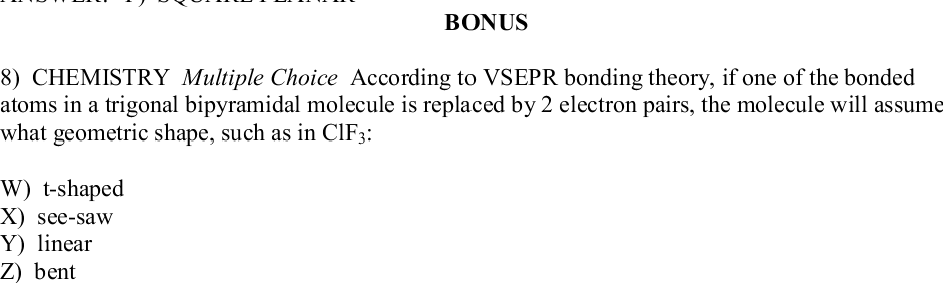 ANSWER: Y) SQUARE PLANAR
BONUS
8) CHEMISTRY Multiple Choice According to VSEPR bonding theory, if one of the bonded
atoms in a trigonal bipyramidal molecule is replaced by 2 electron pairs, the molecule will assume
what geometric shape, such as in ClF₃:
W) t-shaped
X) see-saw
Y) linear
Z) bent